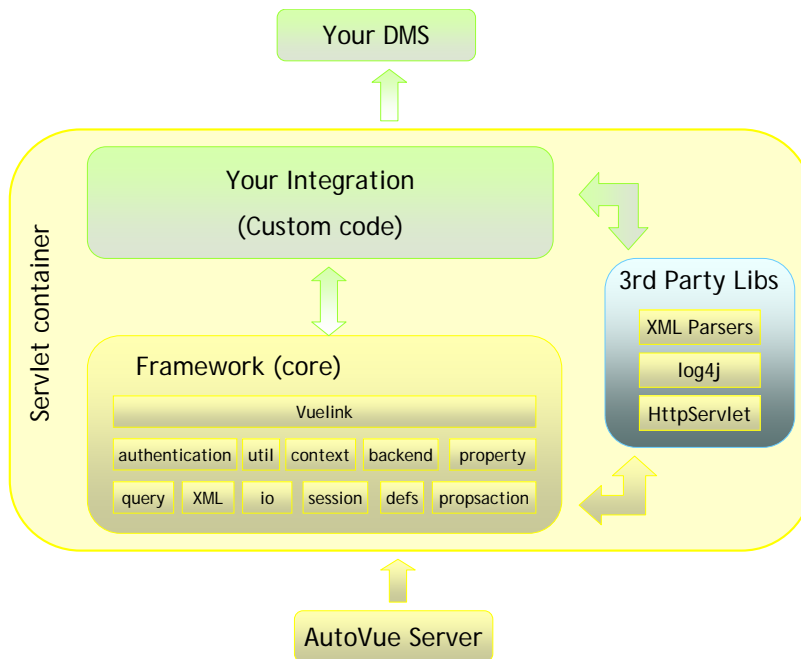 Your DMS
Servlet container
Your Integration
(Custom code)
3rd Party Libs
XML Parsers
log4j
HttpServlet
Framework (core)
Vuelink
authentication util context backend property
query XML io session defs propsaction
AutoVue Server